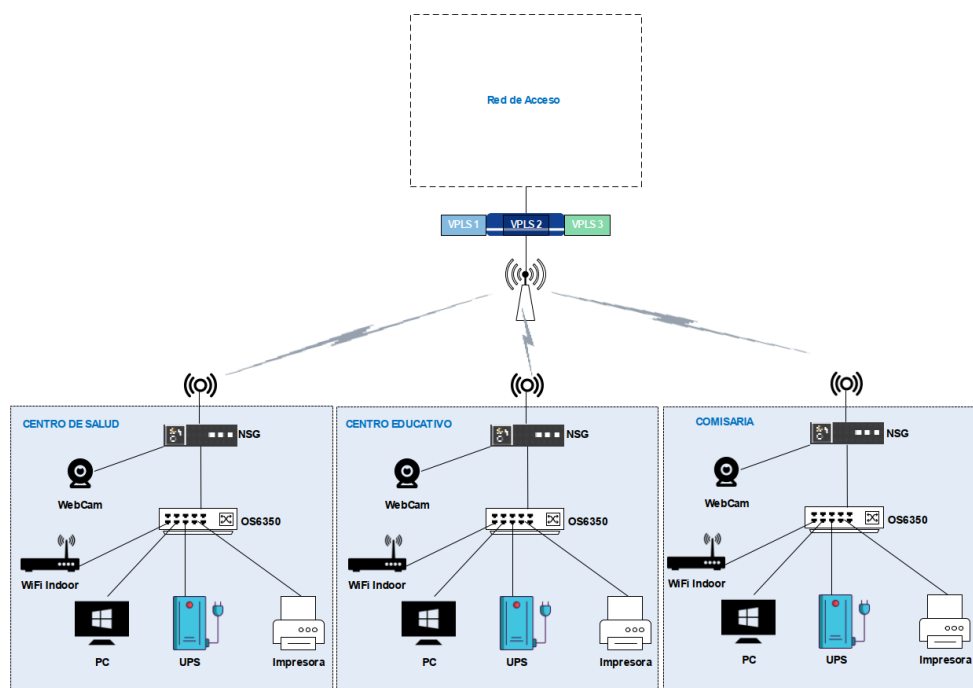 Red de Acceso
VPLS 1 VPLS 2 VPLS 3
CENTRO DE SALUD
NSG
WebCam
OS6350
WiFi Indoor
PC
UPS
Impresora
CENTRO EDUCATIVO
NSG
WebCam
OS6350
WiFi Indoor
PC
UPS
Impresora
COMISARIA
NSG
WebCam
OS6350
WiFi Indoor
PC
UPS
Impresora